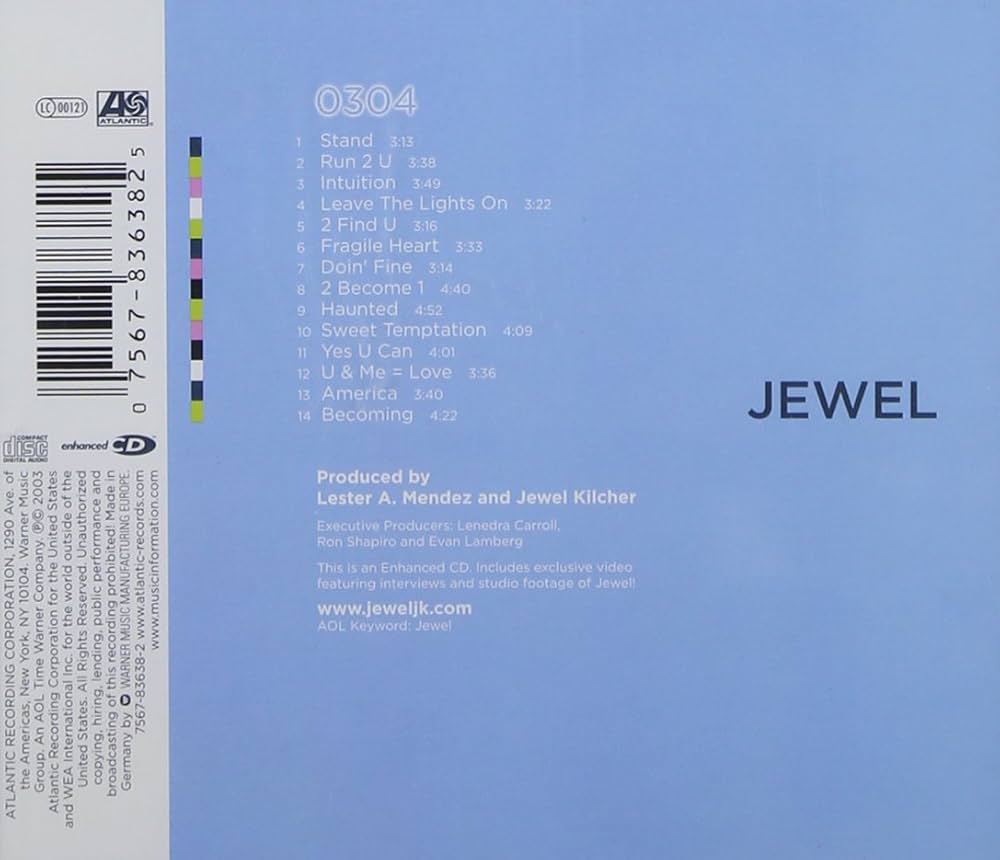 LC 00121
ATLANTIC
0 7567-83638-2 5
COMPACT
disc
DIGITAL AUDIO
enhanced CD
ATLANTIC RECORDING CORPORATION, 1290 Ave. of
the Americas, New York, NY 10104. Warner Music
Group. An AOL Time Warner Company. ℗© 2003
Atlantic Recording Corporation for the United States
and WEA International Inc. for the world outside of the
United States. All Rights Reserved. Unauthorized
copying, hiring, lending, public performance and
broadcasting of this recording prohibited! Made in
Germany by WARNER MUSIC MANUFACTURING EUROPE.
7567-83638-2 www.atlantic-records.com
www.musicinformation.com
0304
1 Stand 3:13
2 Run 2 U 3:38
3 Intuition 3:49
4 Leave The Lights On 3:22
5 2 Find U 3:16
6 Fragile Heart 3:33
7 Doin' Fine 3:14
8 2 Become 1 4:40
9 Haunted 4:52
10 Sweet Temptation 4:09
11 Yes U Can 4:01
12 U & Me = Love 3:36
13 America 3:40
14 Becoming 4:22
JEWEL
Produced by
Lester A. Mendez and Jewel Kilcher
Executive Producers: Lenedra Carroll,
Ron Shapiro and Evan Lamberg
This is an Enhanced CD. Includes exclusive video
featuring interviews and studio footage of Jewel!
www.jeweljk.com
AOL Keyword: Jewel